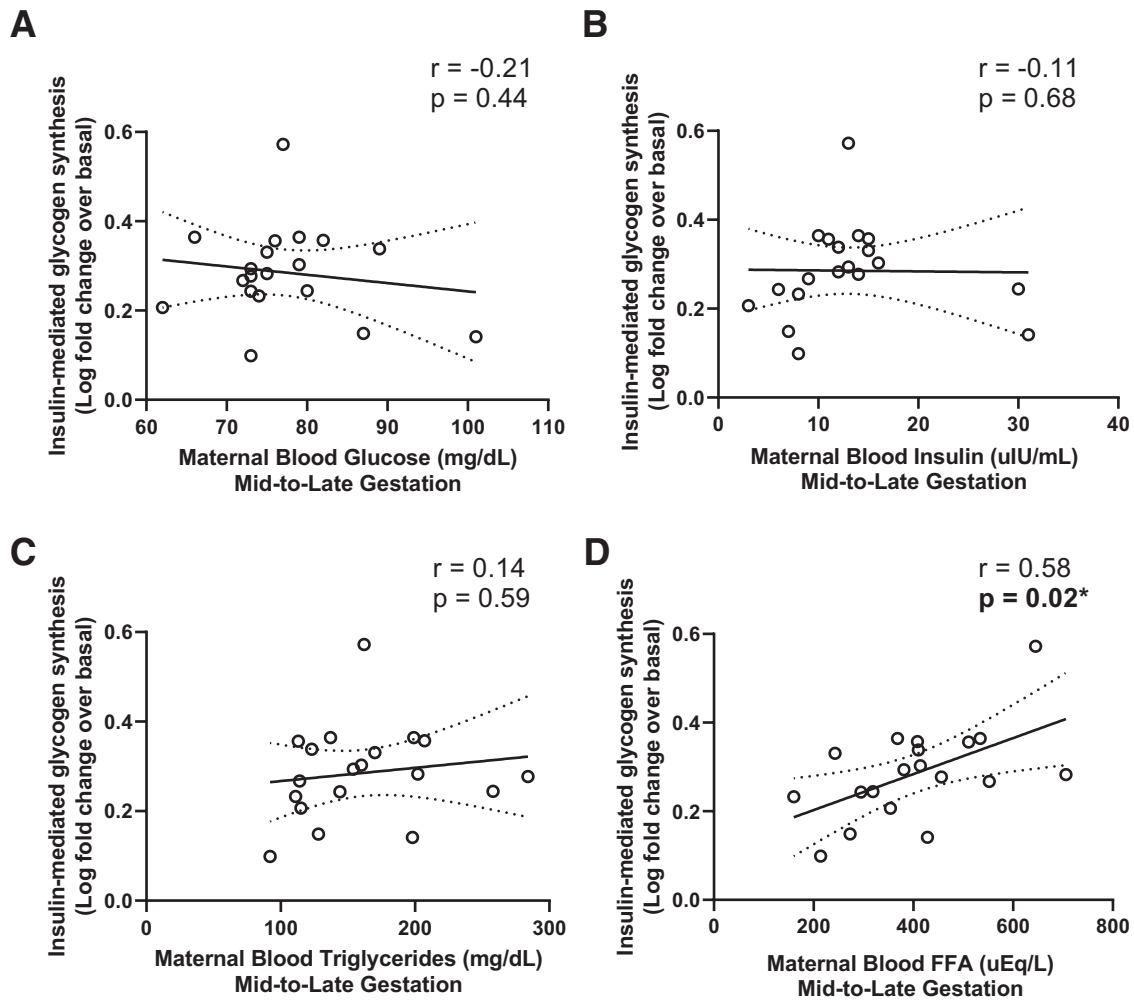 A
r = -0.21
p = 0.44
Insulin-mediated glycogen synthesis
(Log fold change over basal)
0.6
0.4
0.2
0.0
60 70 80 90 100 110
Maternal Blood Glucose (mg/dL)
Mid-to-Late Gestation
B
r = -0.11
p = 0.68
Insulin-mediated glycogen synthesis
(Log fold change over basal)
0.6
0.4
0.2
0.0
0 10 20 30 40
Maternal Blood Insulin (uIU/mL)
Mid-to-Late Gestation
C
r = 0.14
p = 0.59
Insulin-mediated glycogen synthesis
(Log fold change over basal)
0.6
0.4
0.2
0.0
0 100 200 300
Maternal Blood Triglycerides (mg/dL)
Mid-to-Late Gestation
D
r = 0.58
p = 0.02*
Insulin-mediated glycogen synthesis
(Log fold change over basal)
0.6
0.4
0.2
0.0
0 200 400 600 800
Maternal Blood FFA (uEq/L)
Mid-to-Late Gestation